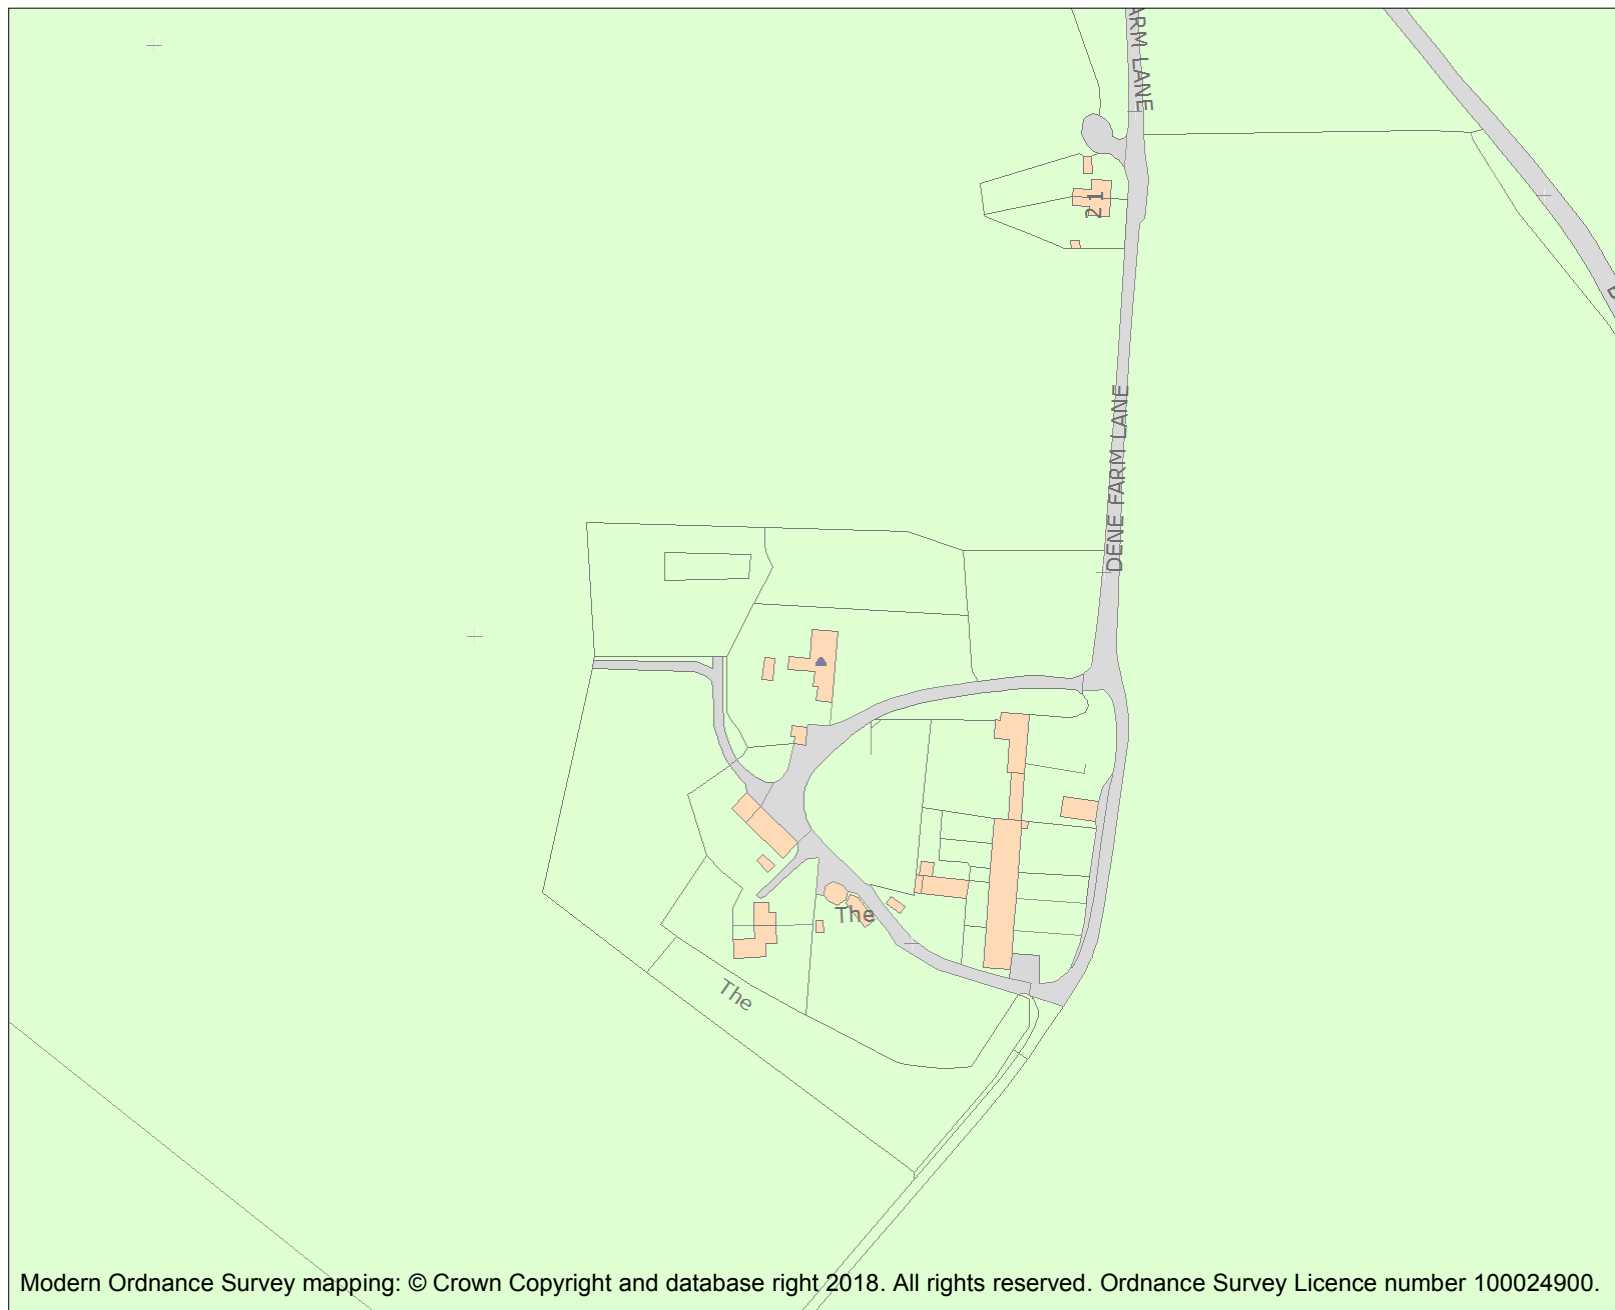 ARM LANE
21
DENE FARM LANE
The
The
Modern Ordnance Survey mapping: © Crown Copyright and database right 2018. All rights reserved. Ordnance Survey Licence number 100024900.